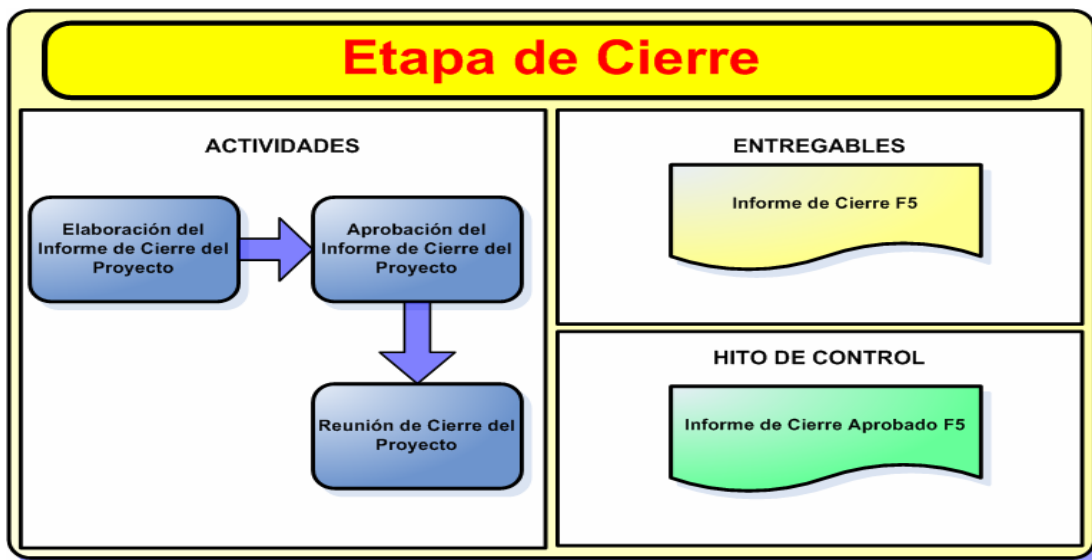 Etapa de Cierre
ACTIVIDADES
Elaboración del
Informe de Cierre del
Proyecto
Aprobación del
Informe de Cierre del
Proyecto
Reunión de Cierre del
Proyecto
ENTREGABLES
Informe de Cierre F5
HITO DE CONTROL
Informe de Cierre Aprobado F5